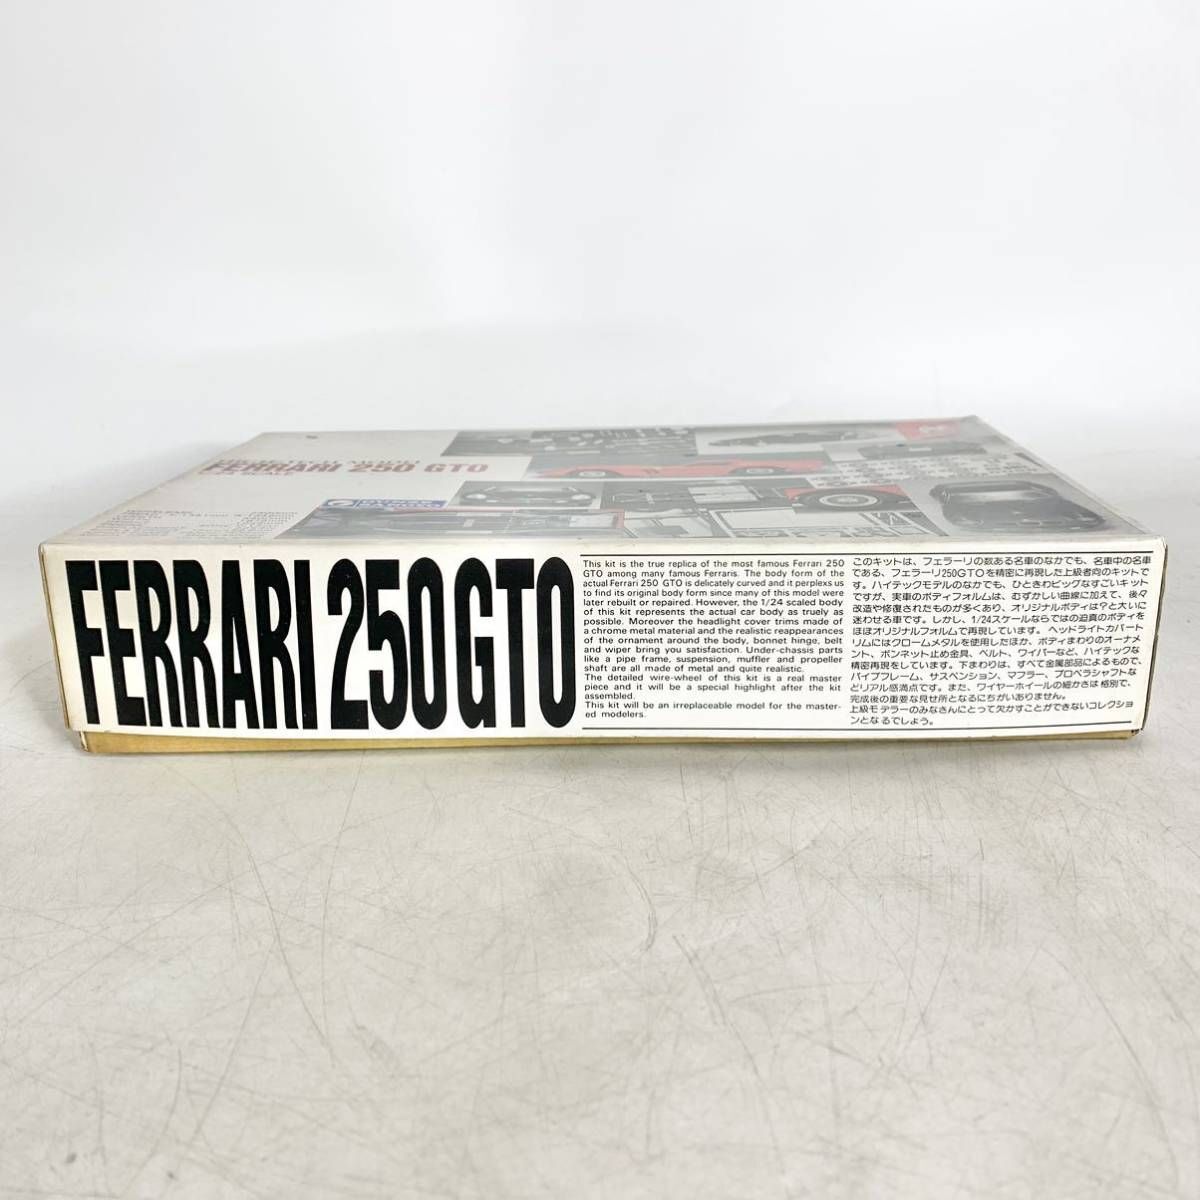 FERRARI 250 GTO
FERRARI 250GTO
This kit is the true replica of the most famous Ferrari 250
GTO among many famous Ferraris. The body form of the
actual Ferrari 250 GTO is delicately curved and it perplexs us
to find its original body form since many of this model were
later rebuilt or repaired. However, the 1/24 scaled body
of this kit represents the actual car body as truely as
possible. Moreover the headlight cover trims made of
a chrome metal material and the realistic reappearances
of the ornament around the body, bonnet hinge, belt
and wiper bring you satisfaction. Under-chassis parts
like a pipe frame, suspension, muffler and propeller
shaft are all made of metal and quite realistic.
The detailed wire-wheel of this kit is a real master
piece and it will be a special highlight after the kit
assembled.
This kit will be an irreplaceable model for the master-
ed modelers.
このキットは、フェラーリの数ある名車のなかでも、名車中の名車
である、フェラーリ250GTOを精密に再現した上級者向のキットで
す。ハイテックモデルのなかでも、ひときわビッグなすごいキット
ですが、実車のボディフォルムは、むずかしい曲線に加えて、後々
改造や修復されたものが多くあり、オリジナルボディは?と大いに
迷わせる車です。しかし、1/24スケールならではの迫真のボディを
ほぼオリジナルフォルムで再現しています。ヘッドライトカバート
リムにはクロームメタルを使用したほか、ボディまわりのオーナメ
ント、ボンネット止め金具、ベルト、ワイパーなど、ハイテックな
精密再現をしています。下まわりは、すべて金属部品によるもので、
パイプフレーム、サスペンション、マフラー、プロペラシャフトな
どリアル感満点です。また、ワイヤーホイールの細かさは格別で、
完成後の重要な見せ所となるにちがいありません。
上級モデラーのみなさんにとって欠かすことができないコレクショ
ンとなるでしょう。